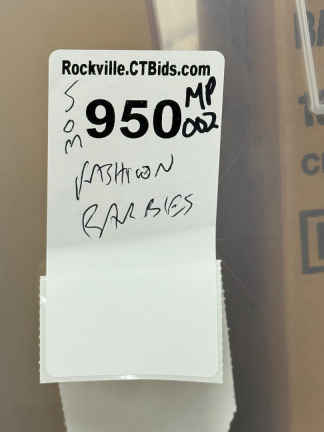 Rockville.CTBids.com
950
MP
002
FASHION
BARBIES